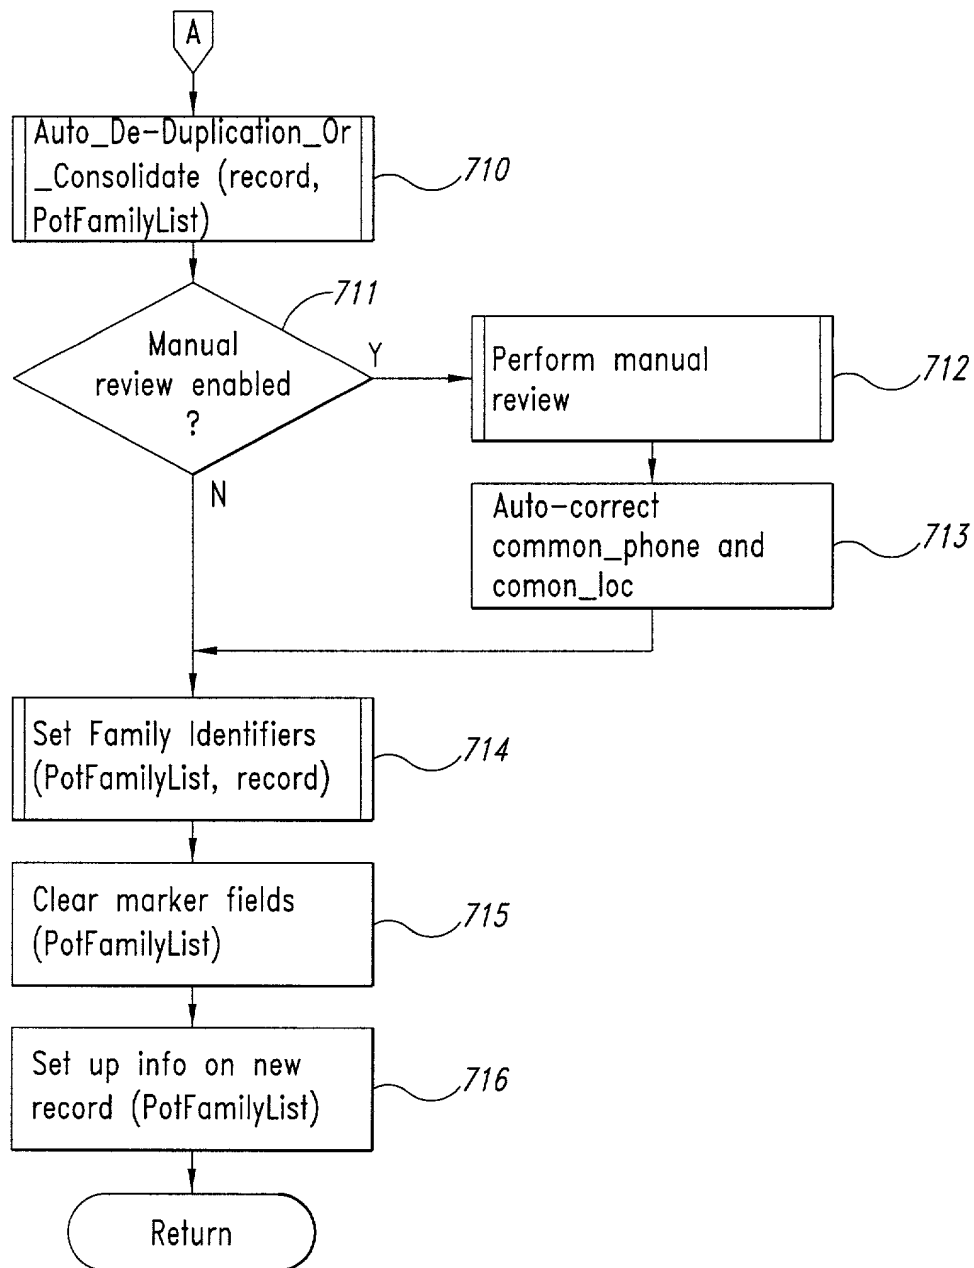 A
Auto_De-Duplication_Or
_Consolidate (record,
PotFamilyList)
710
711
Manual
review enabled
?
Y
N
Perform manual
review
712
Auto-correct
common_phone and
comon_loc
713
Set Family Identifiers
(PotFamilyList, record)
714
Clear marker fields
(PotFamilyList)
715
Set up info on new
record (PotFamilyList)
716
Return